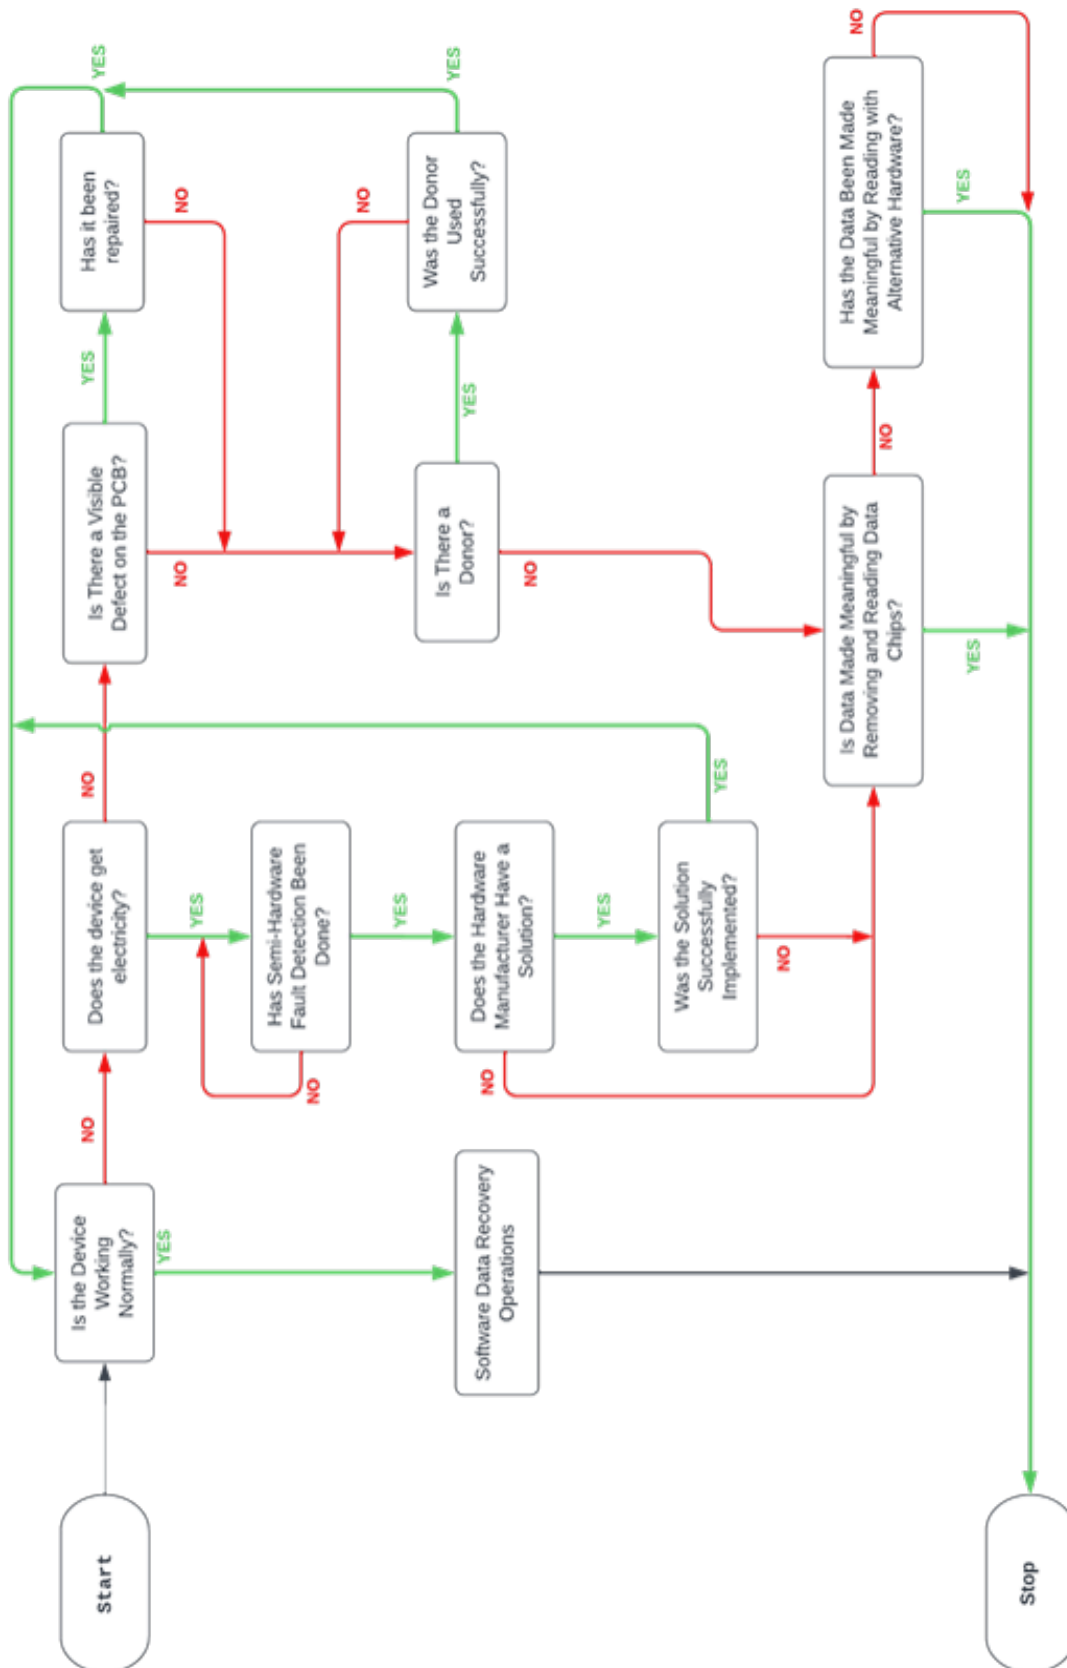 Start
Is the Device
Working
Normally?
NO
YES
Does the device get
electricity?
NO
YES
Is There a Visible
Defect on the PCB?
YES
NO
Has it been
repaired?
YES
NO
Has Semi-Hardware
Fault Detection Been
Done?
NO
YES
Does the Hardware
Manufacturer Have a
Solution?
NO
YES
Was the Solution
Successfully
Implemented?
YES
NO
Software Data Recovery
Operations
Is There a
Donor?
YES
NO
Was the Donor
Used
Successfully?
YES
NO
Is Data Made Meaningful by
Removing and Reading Data
Chips?
NO
YES
Has the Data Been Made
Meaningful by Reading with
Alternative Hardware?
NO
YES
Stop